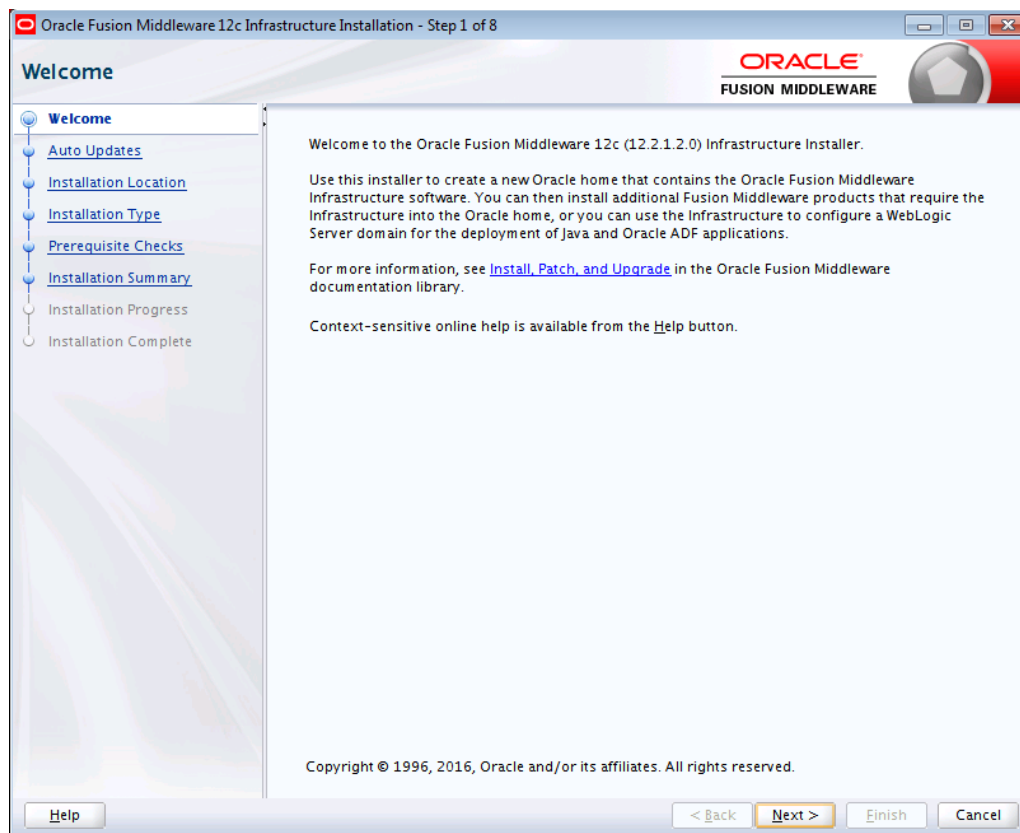 Oracle Fusion Middleware 12c Infrastructure Installation - Step 1 of 8
Welcome
ORACLE
FUSION MIDDLEWARE
Welcome
Auto Updates
Installation Location
Installation Type
Prerequisite Checks
Installation Summary
Installation Progress
Installation Complete
Welcome to the Oracle Fusion Middleware 12c (12.2.1.2.0) Infrastructure Installer.
Use this installer to create a new Oracle home that contains the Oracle Fusion Middleware
Infrastructure software. You can then install additional Fusion Middleware products that require the
Infrastructure into the Oracle home, or you can use the Infrastructure to configure a WebLogic
Server domain for the deployment of Java and Oracle ADF applications.
For more information, see Install, Patch, and Upgrade in the Oracle Fusion Middleware
documentation library.
Context-sensitive online help is available from the Help button.
Copyright © 1996, 2016, Oracle and/or its affiliates. All rights reserved.
Help
< Back
Next >
Finish
Cancel